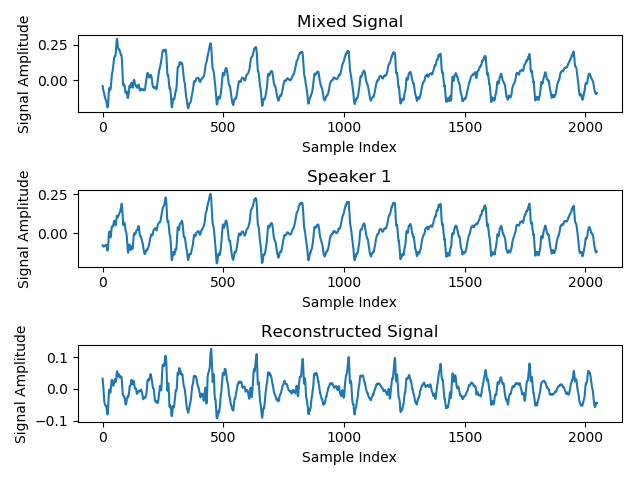 Mixed Signal
Signal Amplitude
0.25
0.00
0
500
1000
1500
2000
Sample Index
Speaker 1
Signal Amplitude
0.25
0.00
0
500
1000
1500
2000
Sample Index
Reconstructed Signal
Signal Amplitude
0.1
0.0
−0.1
0
500
1000
1500
2000
Sample Index